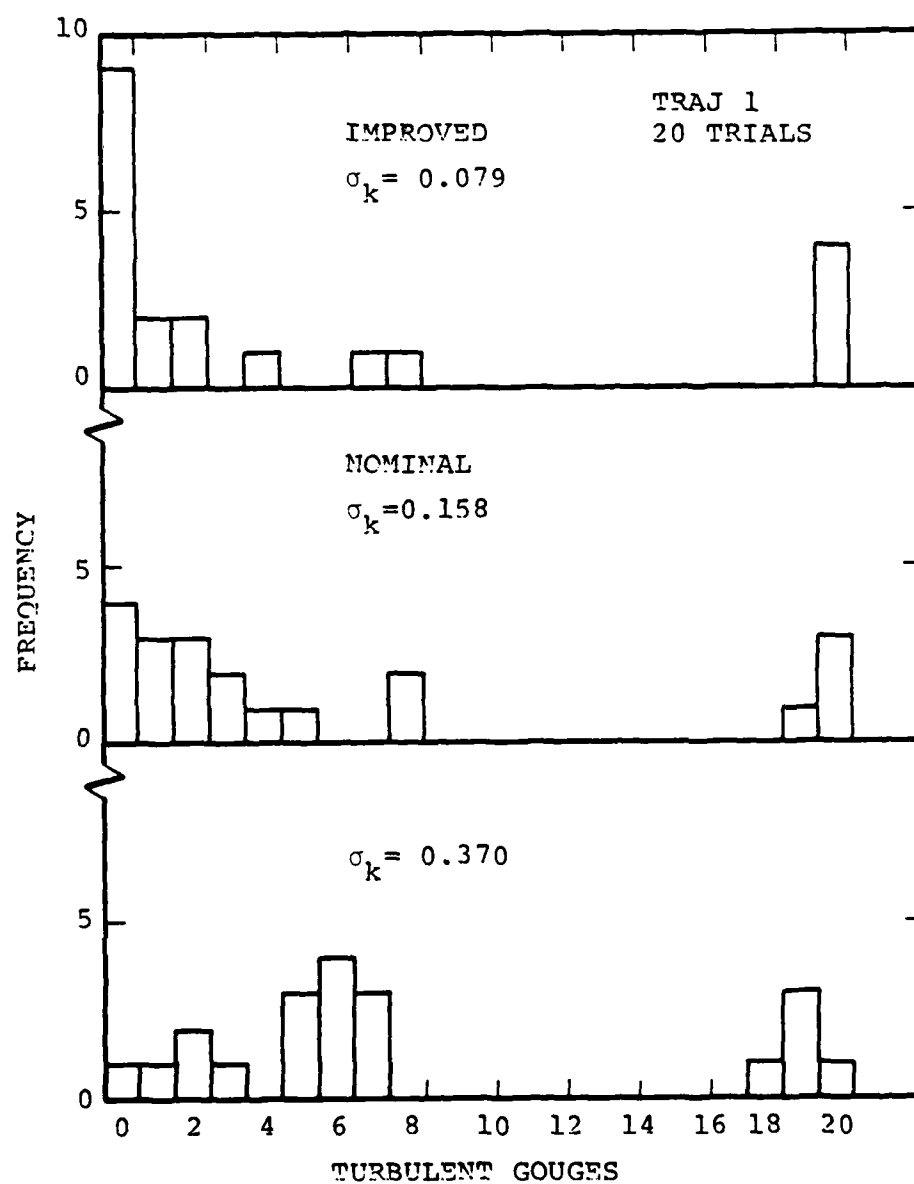 10
TRAJ 1
20 TRIALS
IMPROVED
σk= 0.079
5
0
NOMINAL
σk=0.158
5
0
FREQUENCY
σk= 0.370
5
0
0 2 4 6 8 10 12 14 16 18 20
TURBULENT GOUGES